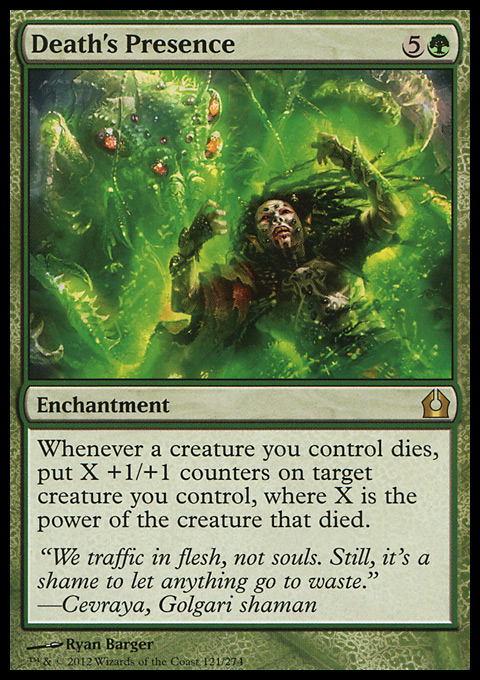 Death's Presence 5
Enchantment
Whenever a creature you control dies,
put X +1/+1 counters on target
creature you control, where X is the
power of the creature that died.
"We traffic in flesh, not souls. Still, it's a
shame to let anything go to waste."
—Cevraya, Golgari shaman
Ryan Barger
™ & © 2012 Wizards of the Coast 121/274